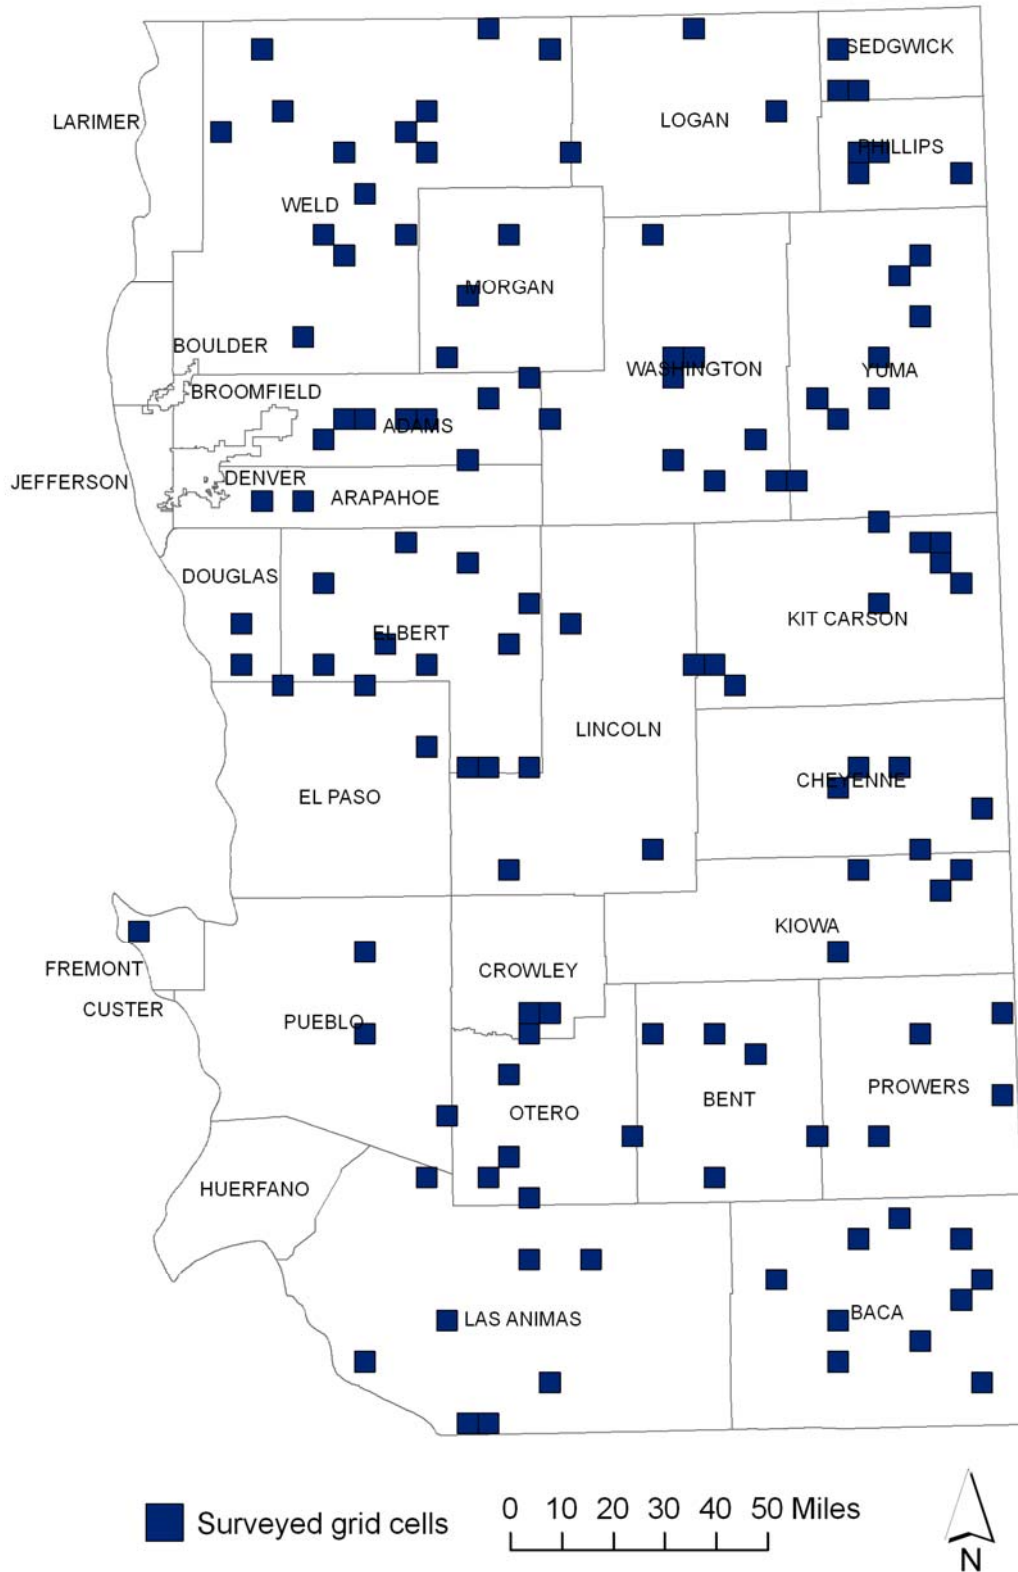 SEDGWICK
LARIMER
LOGAN
PHILLIPS
WELD
MORGAN
BOULDER
WASHINGTON
YUMA
BROOMFIELD
ADAMS
JEFFERSON
DENVER
ARAPAHOE
DOUGLAS
ELBERT
KIT CARSON
LINCOLN
CHEYENNE
EL PASO
KIOWA
FREMONT
CROWLEY
CUSTER
PUEBLO
PROWERS
BENT
OTERO
HUERFANO
BACA
LAS ANIMAS
Surveyed grid cells
0 10 20 30 40 50 Miles
N